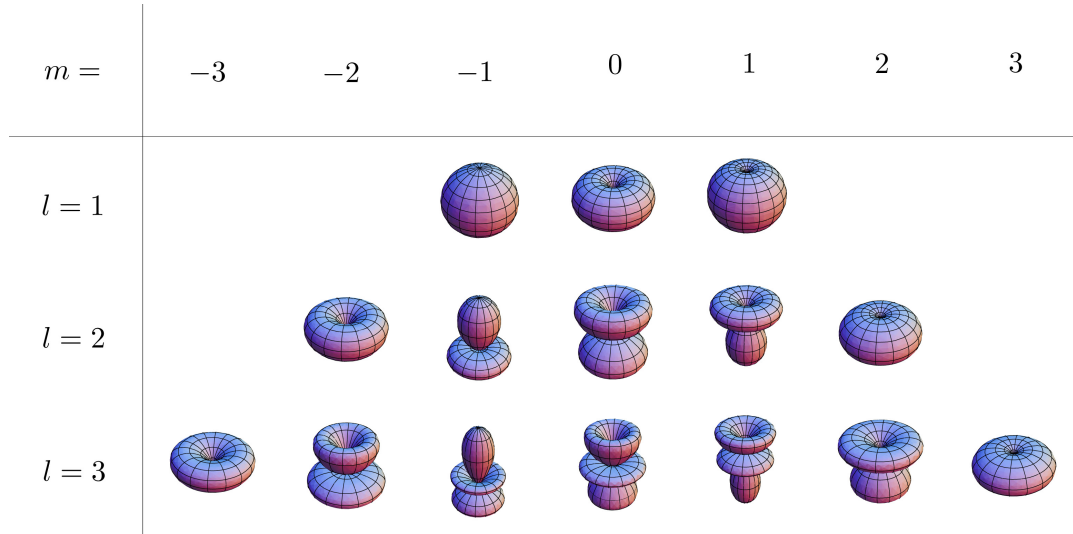 m = −3 −2 −1 0 1 2 3
l = 1
l = 2
l = 3